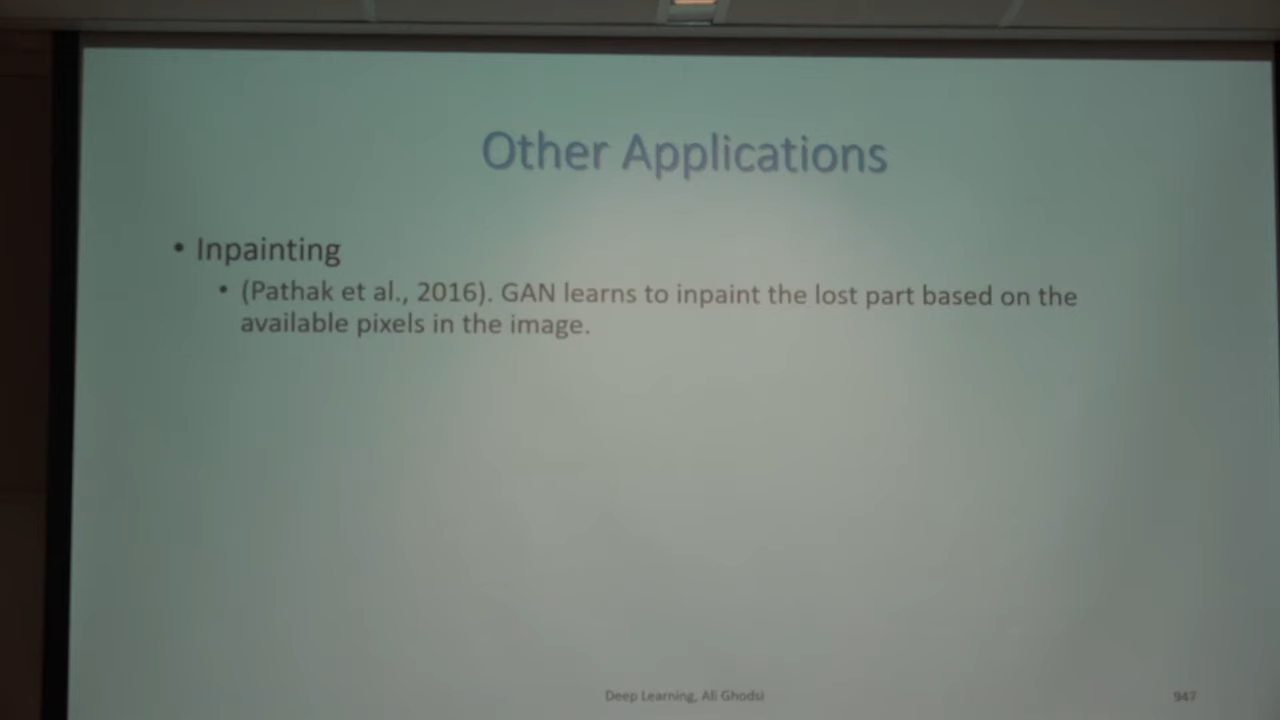 Other Applications
• Inpainting
• (Pathak et al., 2016). GAN learns to inpaint the lost part based on the
available pixels in the image.
Deep Learning, Ali Ghodsi
947